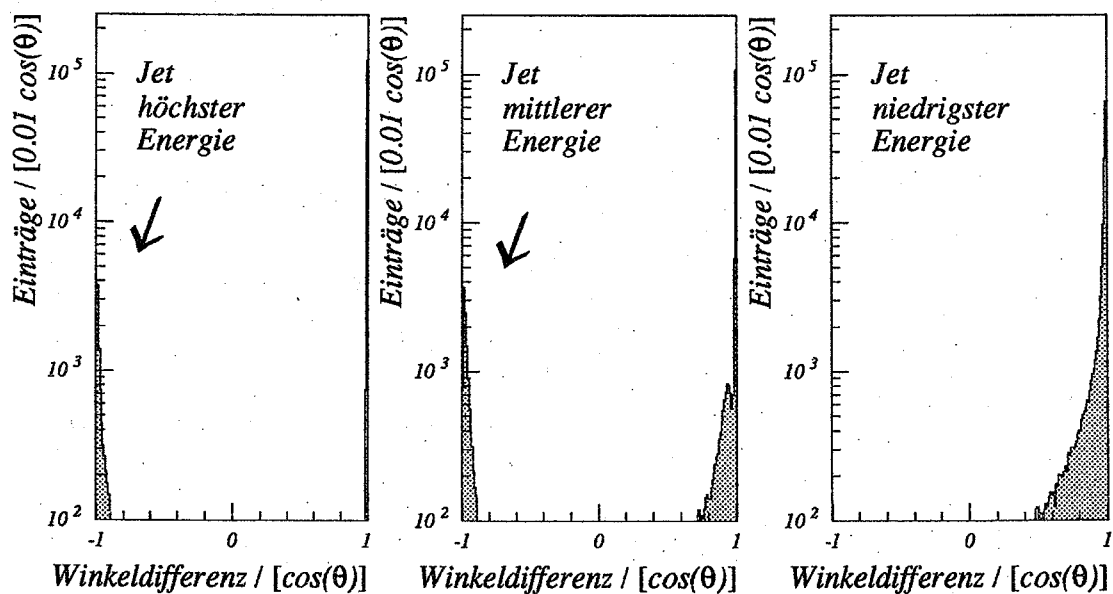 Einträge / [0.01 cos(θ)]
10^5
10^4
10^3
10^2
Jet
höchster
Energie
-1
0
1
Winkeldifferenz / [cos(θ)]
Einträge / [0.01 cos(θ)]
10^5
10^4
10^3
10^2
Jet
mittlerer
Energie
-1
0
1
Winkeldifferenz / [cos(θ)]
Einträge / [0.01 cos(θ)]
10^5
10^4
10^3
10^2
Jet
niedrigster
Energie
-1
0
1
Winkeldifferenz / [cos(θ)]